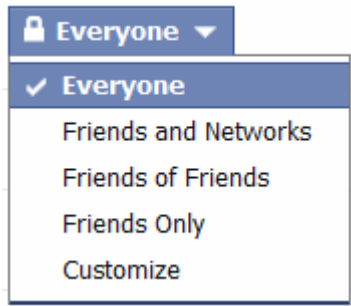 Everyone
Everyone
Friends and Networks
Friends of Friends
Friends Only
Customize